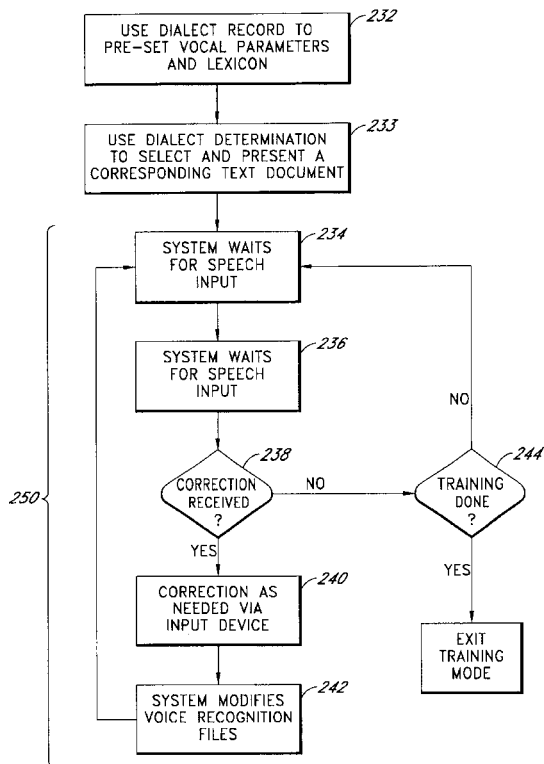 USE DIALECT RECORD TO
PRE-SET VOCAL PARAMETERS
AND LEXICON
232
USE DIALECT DETERMINATION
TO SELECT AND PRESENT A
CORRESPONDING TEXT DOCUMENT
233
SYSTEM WAITS
FOR SPEECH
INPUT
234
SYSTEM WAITS
FOR SPEECH
INPUT
236
CORRECTION
RECEIVED
?
238
NO
YES
TRAINING
DONE
?
244
NO
YES
250
CORRECTION AS
NEEDED VIA
INPUT DEVICE
240
EXIT
TRAINING
MODE
SYSTEM MODIFIES
VOICE RECOGNITION
FILES
242